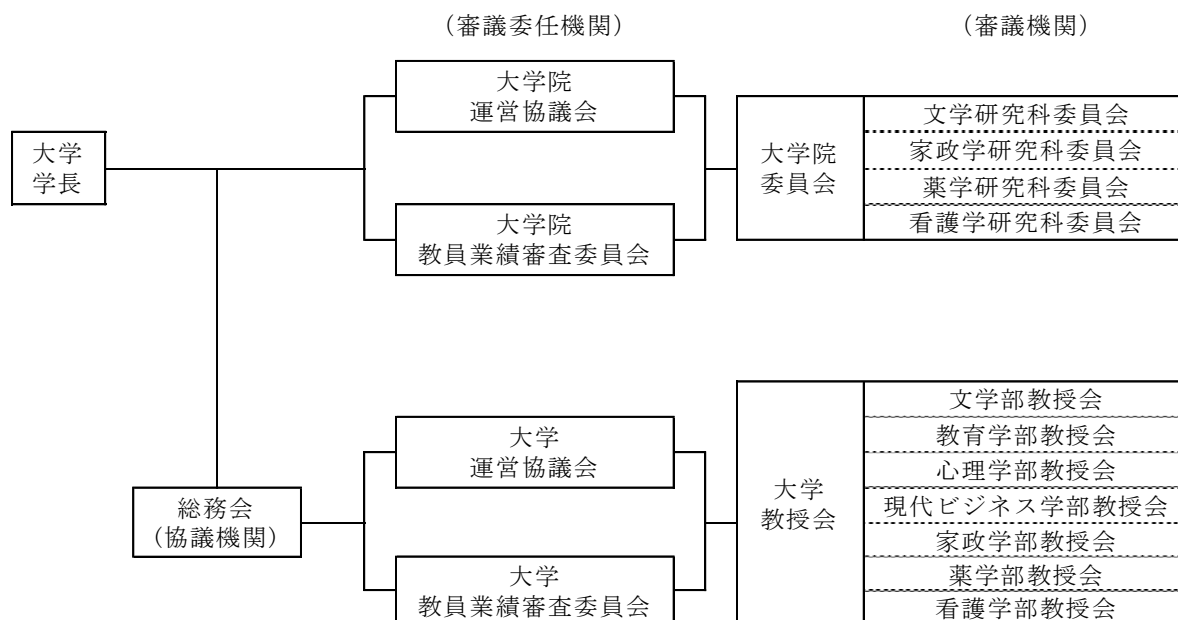 （審議委任機関）
（審議機関）
大学
学長
大学院
運営協議会
大学院
教員業績審査委員会
大学院
委員会
文学研究科委員会
家政学研究科委員会
薬学研究科委員会
看護学研究科委員会
総務会
（協議機関）
大学
運営協議会
大学
教員業績審査委員会
大学
教授会
文学部教授会
教育学部教授会
心理学部教授会
現代ビジネス学部教授会
家政学部教授会
薬学部教授会
看護学部教授会